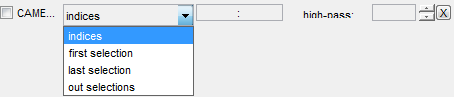 CAME... indices : high-pass: X
indices
first selection
last selection
out selections